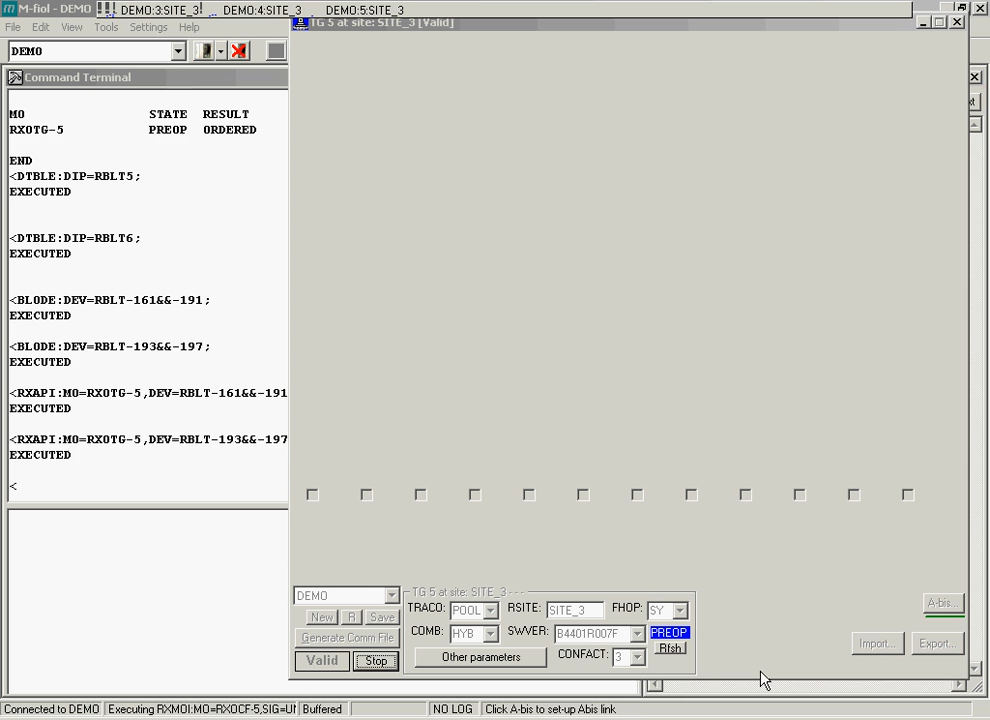 M-fiol - DEMO
DEMO:3:SITE_3!
DEMO:4:SITE_3
DEMO:5:SITE_3
TG 5 at site: SITE_3 [Valid]
File Edit View Tools Settings Help
DEMO
Command Terminal
MO STATE RESULT
RXOTG-5 PREOP ORDERED
END
<DTBLE:DIP=RBLT5;
EXECUTED
<DTBLE:DIP=RBLT6;
EXECUTED
<BLODE:DEV=RBLT-161&&-191;
EXECUTED
<BLODE:DEV=RBLT-193&&-197;
EXECUTED
<RXAPI:MO=RXOTG-5,DEV=RBLT-161&&-191
EXECUTED
<RXAPI:MO=RXOTG-5,DEV=RBLT-193&&-197
EXECUTED
<
DEMO
New R Save
Generate Comm File
Valid Stop
TG 5 at site: SITE_3 - - -
TRACO: POOL RSITE: SITE_3 FHOP: SY
COMB: HYB SWVER: B4401R007F PREOP
Other parameters CONFACT: 3 Rfsh
A-bis...
Import... Export...
Connected to DEMO Executing RXMOI:MO=RXOCF-5,SIG=UN Buffered NO LOG Click A-bis to set-up Abis link